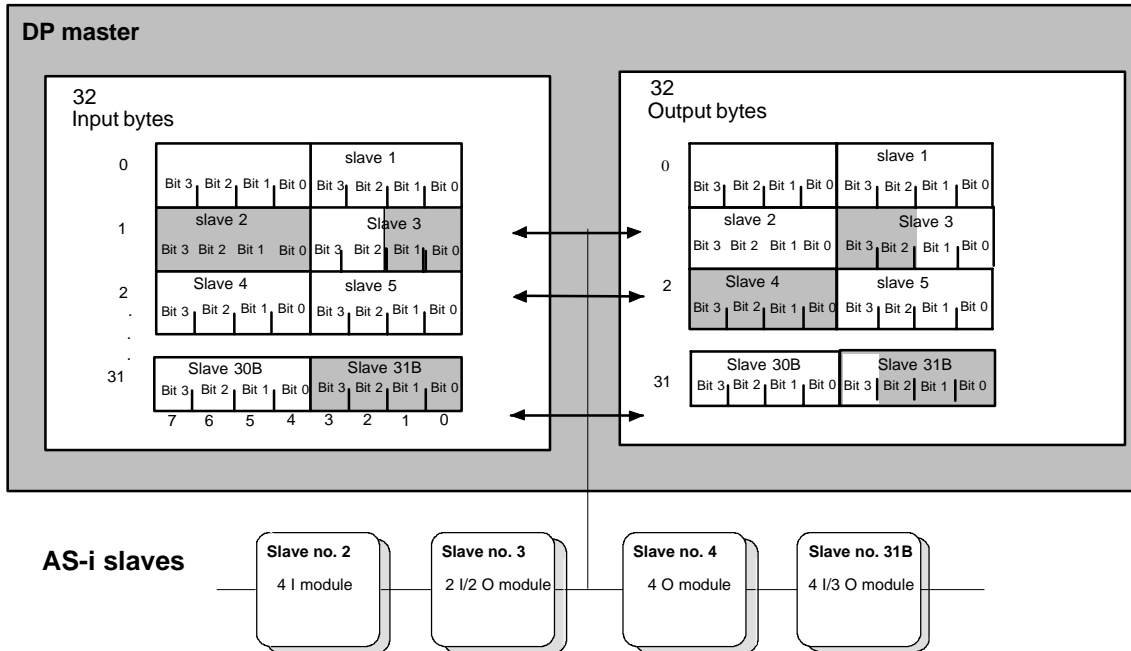 DP master
32
Input bytes
0
slave 1
Bit 3 Bit 2 Bit 1 Bit 0 Bit 3 Bit 2 Bit 1 Bit 0
1
slave 2 Slave 3
Bit 3 Bit 2 Bit 1 Bit 0 Bit 3 Bit 2 Bit 1 Bit 0
2
Slave 4 slave 5
Bit 3 Bit 2 Bit 1 Bit 0 Bit 3 Bit 2 Bit 1 Bit 0
.
.
.
31
Slave 30B Slave 31B
Bit 3 Bit 2 Bit 1 Bit 0 Bit 3 Bit 2 Bit 1 Bit 0
7 6 5 4 3 2 1 0
32
Output bytes
0
slave 1
Bit 3 Bit 2 Bit 1 Bit 0 Bit 3 Bit 2 Bit 1 Bit 0
slave 2 Slave 3
Bit 3 Bit 2 Bit 1 Bit 0 Bit 3 Bit 2 Bit 1 Bit 0
2
Slave 4 slave 5
Bit 3 Bit 2 Bit 1 Bit 0 Bit 3 Bit 2 Bit 1 Bit 0
31
Slave 30B Slave 31B
Bit 3 Bit 2 Bit 1 Bit 0 Bit 3 Bit 2 Bit 1 Bit 0
AS-i slaves
Slave no. 2
4 I module
Slave no. 3
2 I/2 O module
Slave no. 4
4 O module
Slave no. 31B
4 I/3 O module